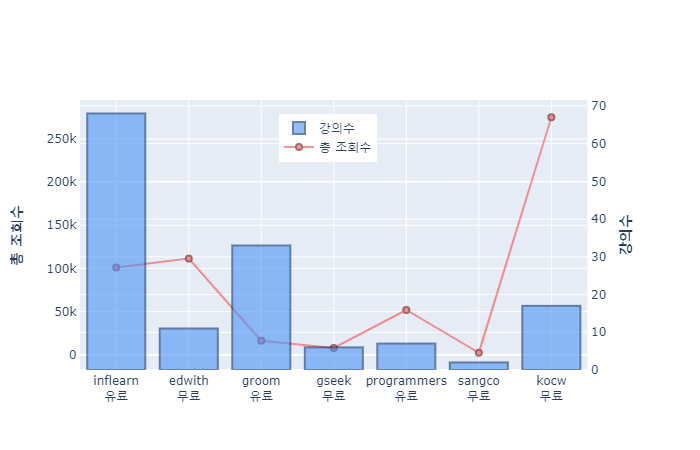 강의수
총 조회수
총 조회수
250k
200k
150k
100k
50k
0
70
60
50
40
30
20
10
0
강의수
inflearn edwith groom gseek programmers sangco kocw
유료 무료 유료 무료 유료 무료 무료